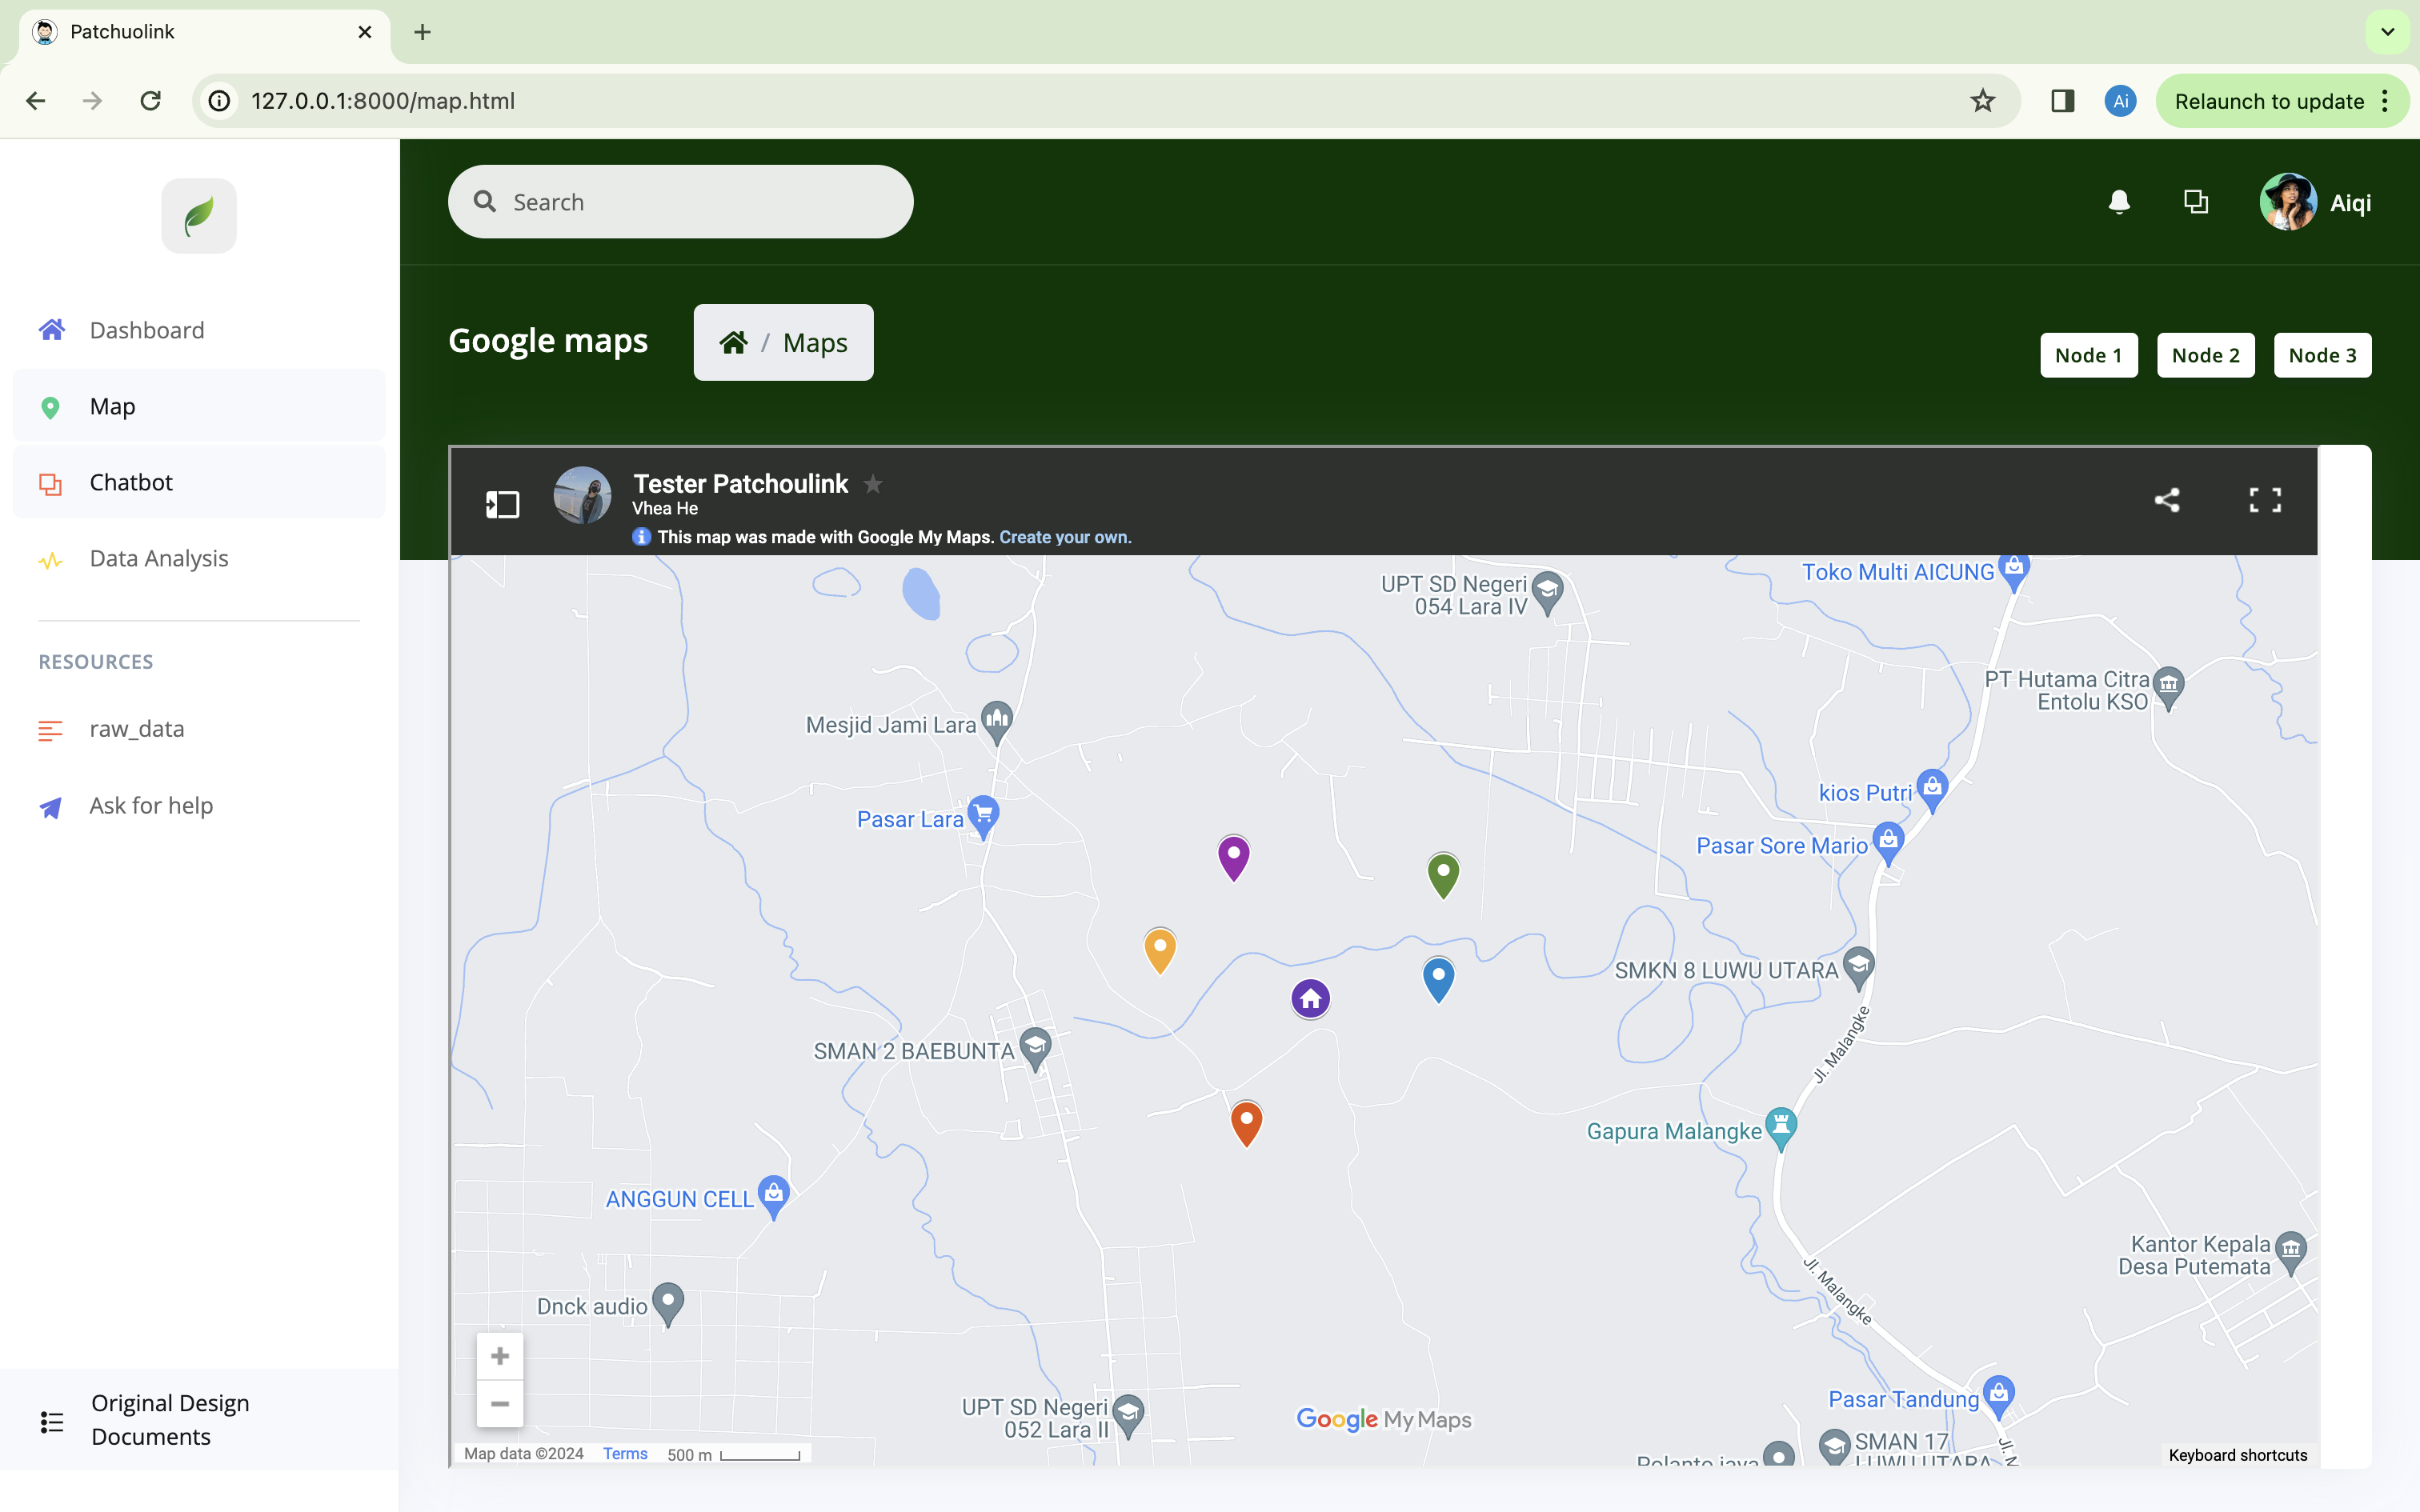 Patchuolink
127.0.0.1:8000/map.html
Ai
Relaunch to update
Search
Aiqi
Dashboard
Map
Chatbot
Data Analysis
RESOURCES
raw_data
Ask for help
Original Design
Documents
Google maps
/ Maps
Node 1
Node 2
Node 3
Tester Patchoulink
Vhea He
This map was made with Google My Maps. Create your own.
Toko Multi AICUNG
UPT SD Negeri
054 Lara IV
PT Hutama Citra
Entolu KSO
Mesjid Jami Lara
kios Putri
Pasar Lara
Pasar Sore Mario
SMKN 8 LUWU UTARA
Jl. Malangke
SMAN 2 BAEBUNTA
Gapura Malangke
ANGGUN CELL
Kantor Kepala
Desa Putemata
Jl. Malangke
Dnck audio
Pasar Tandung
UPT SD Negeri
052 Lara II
Google My Maps
SMAN 17
LUWU UTARA
Jl. M
Map data ©2024
Terms
500 m
Keyboard shortcuts